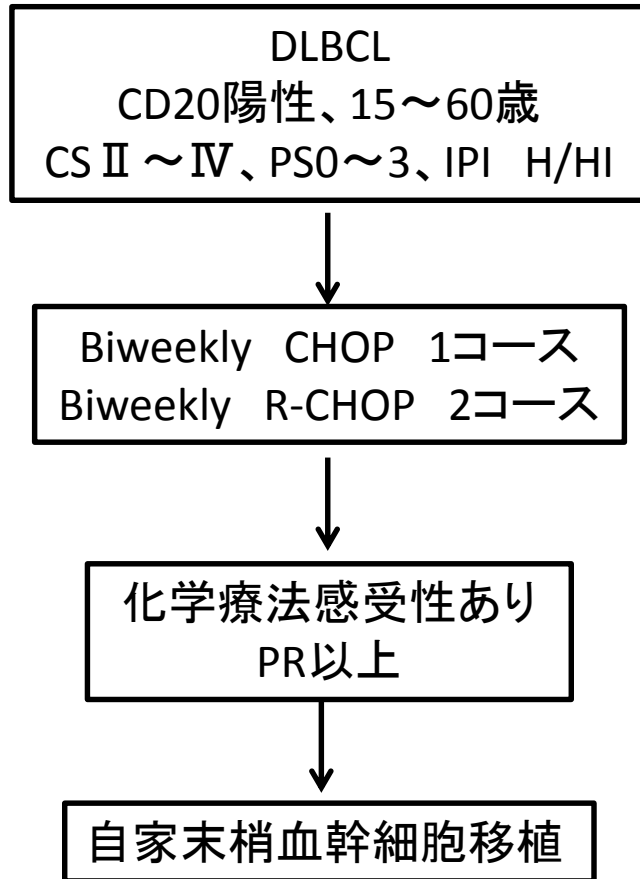 DLBCL
CD20陽性、15～60歳
CSⅡ～Ⅳ、PS0～3、IPI H/HI
Biweekly CHOP 1コース
Biweekly R-CHOP 2コース
化学療法感受性あり
PR以上
自家末梢血幹細胞移植